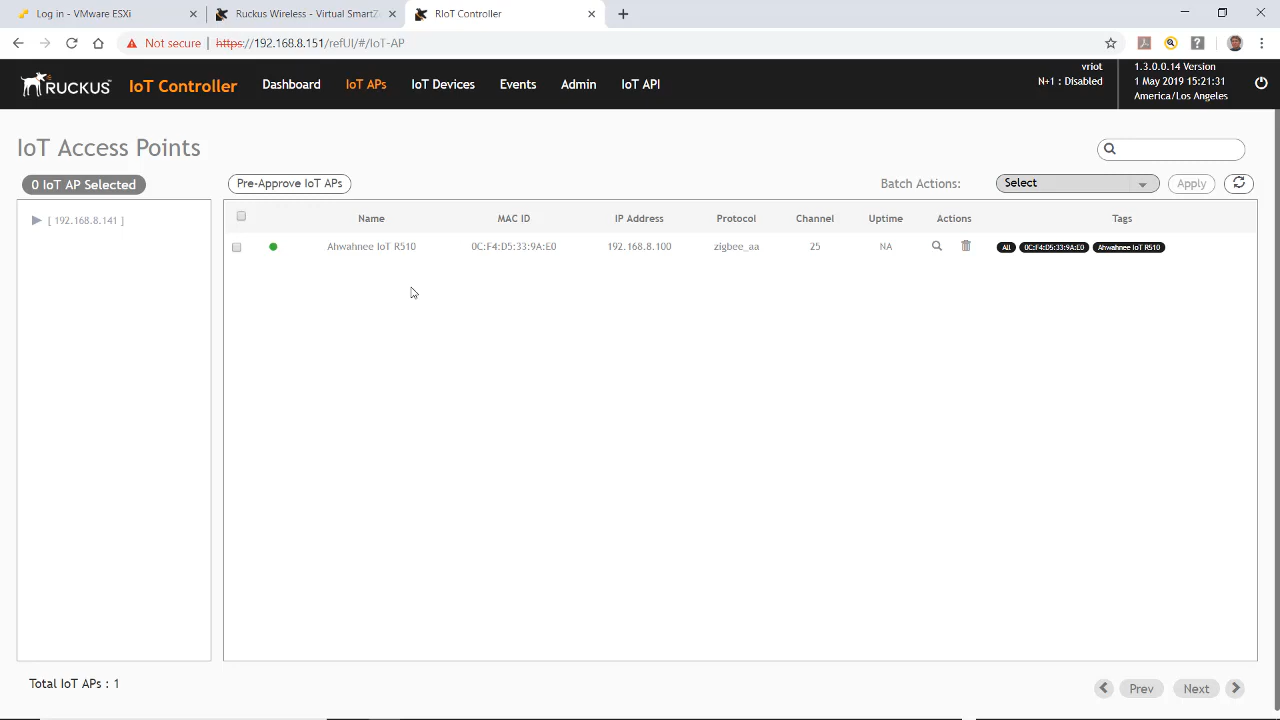 Log in - VMware ESXi
Ruckus Wireless - Virtual SmartZ
RIoT Controller
Not secure | https://192.168.8.151/refUI/#/IoT-AP
RUCKUS IoT Controller
Dashboard
IoT APs
IoT Devices
Events
Admin
IoT API
vriot
N+1 : Disabled
1.3.0.0.14 Version
1 May 2019 15:21:31
America/Los Angeles
IoT Access Points
0 IoT AP Selected
Pre-Approve IoT APs
Batch Actions:
Select
Apply
[ 192.168.8.141 ]
Name MAC ID IP Address Protocol Channel Uptime Actions Tags
Ahwahnee IoT R510 0C:F4:D5:33:9A:E0 192.168.8.100 zigbee_aa 25 NA All 0C:F4:D5:33:9A:E0 Ahwahnee IoT R510
Total IoT APs : 1
Prev
Next